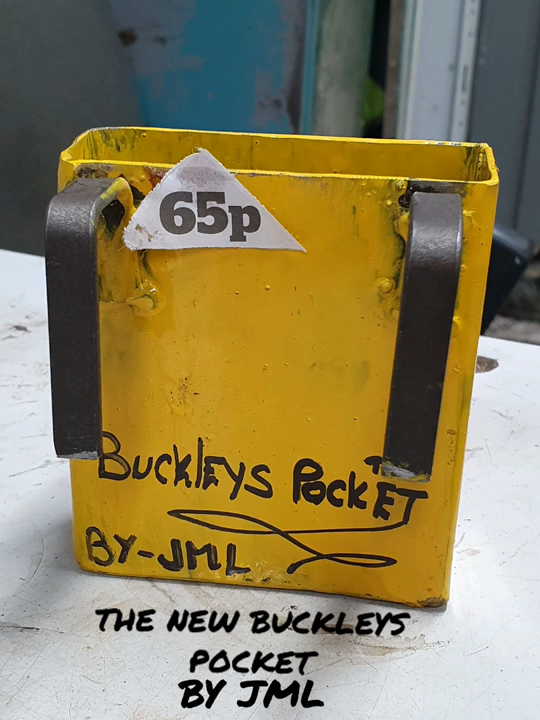 65p
BUCKLEYS POCKET
BY-JML
THE NEW BUCKLEYS
POCKET
BY JML